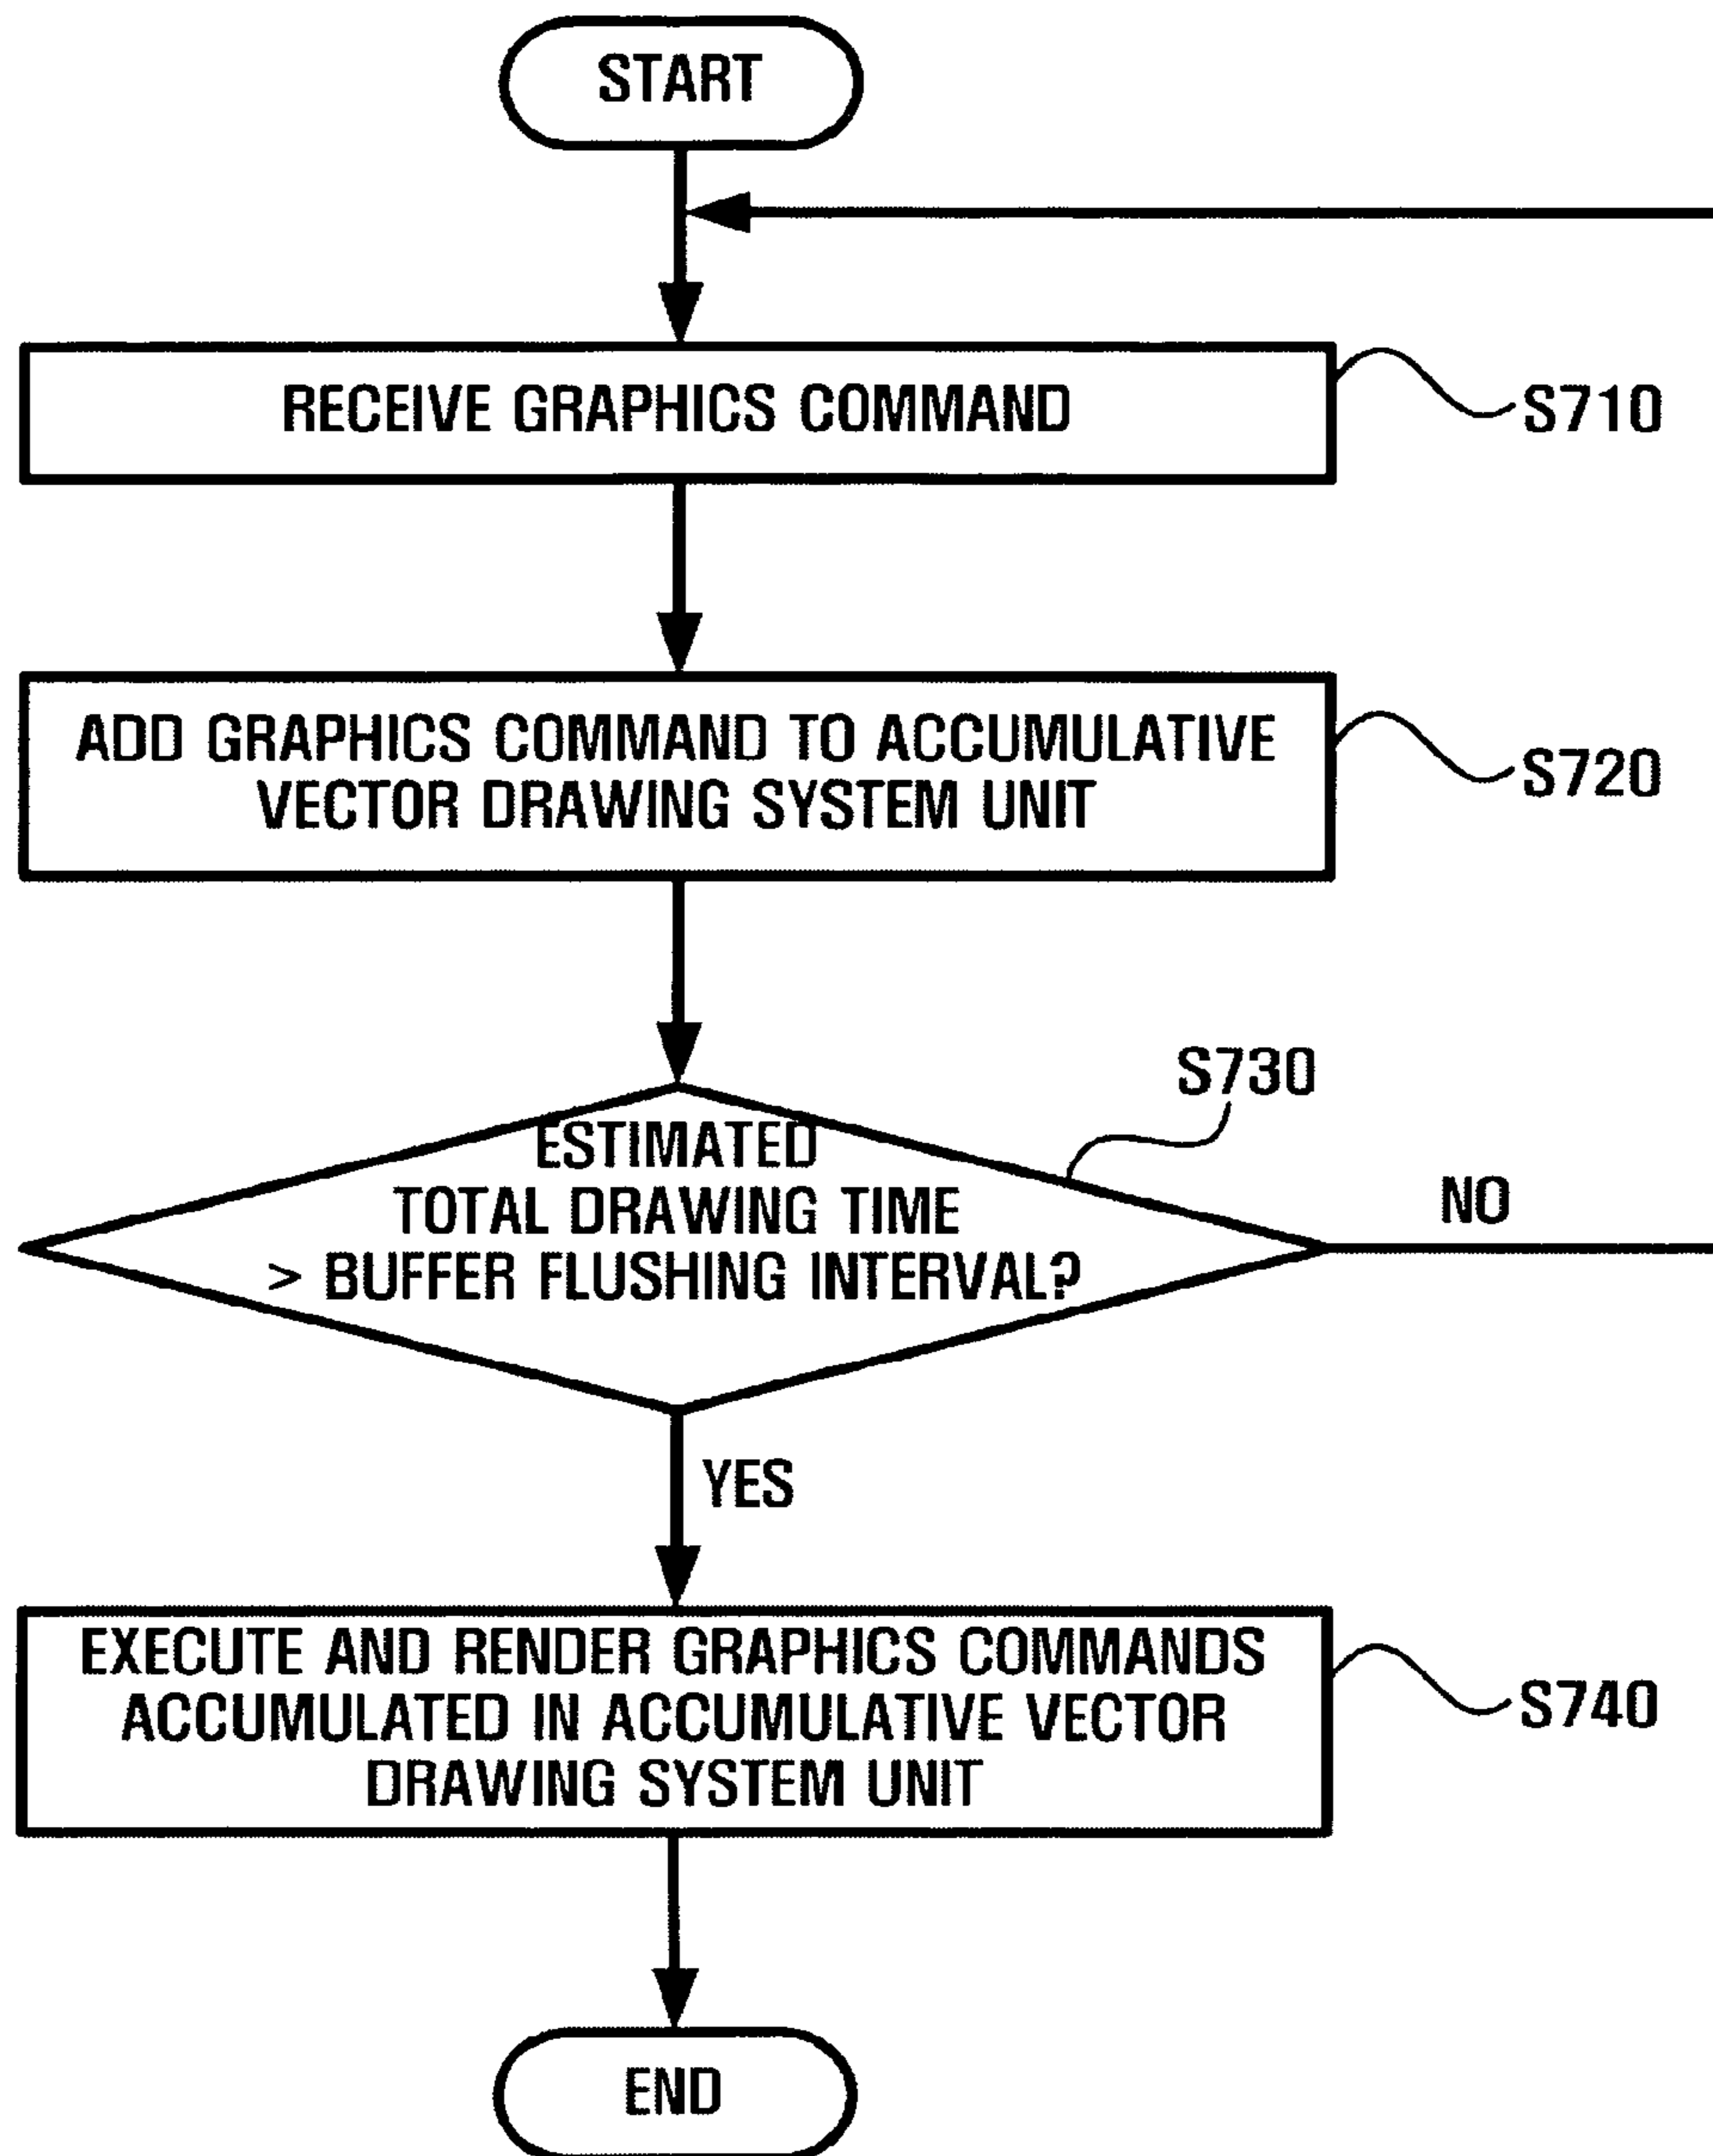 START
RECEIVE GRAPHICS COMMAND
S710
ADD GRAPHICS COMMAND TO ACCUMULATIVE
VECTOR DRAWING SYSTEM UNIT
S720
S730
ESTIMATED
TOTAL DRAWING TIME
> BUFFER FLUSHING INTERVAL?
NO
YES
EXECUTE AND RENDER GRAPHICS COMMANDS
ACCUMULATED IN ACCUMULATIVE VECTOR
DRAWING SYSTEM UNIT
S740
END